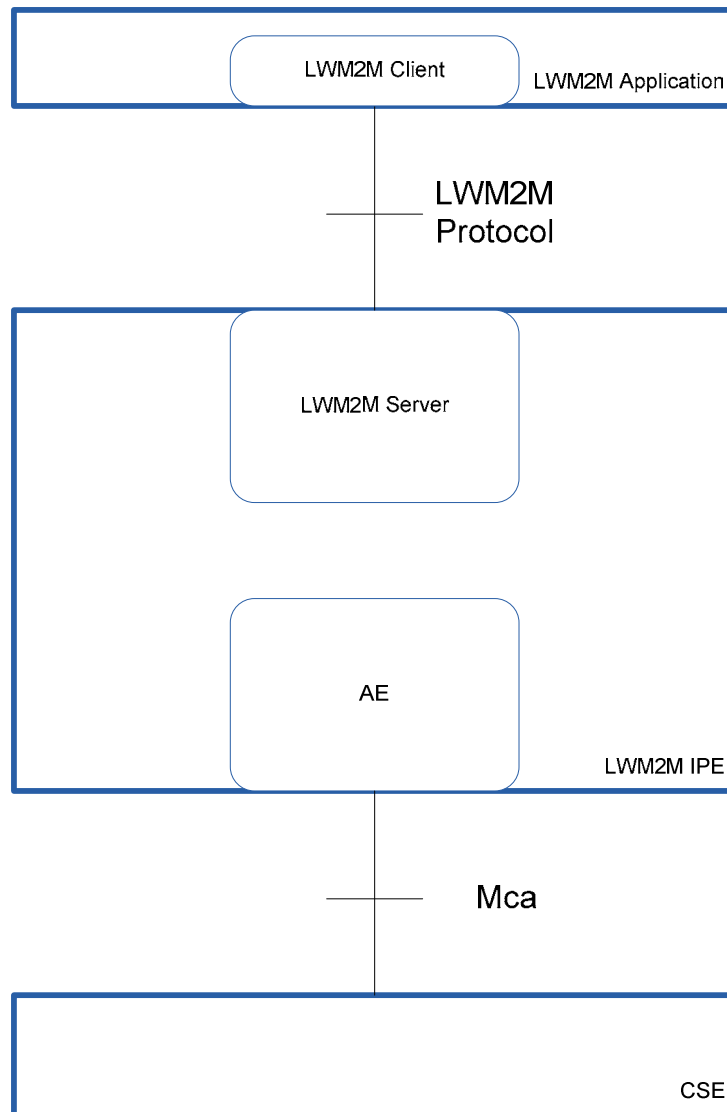 LWM2M Client
LWM2M Application
LWM2M
Protocol
LWM2M Server
AE
LWM2M IPE
Mca
CSE